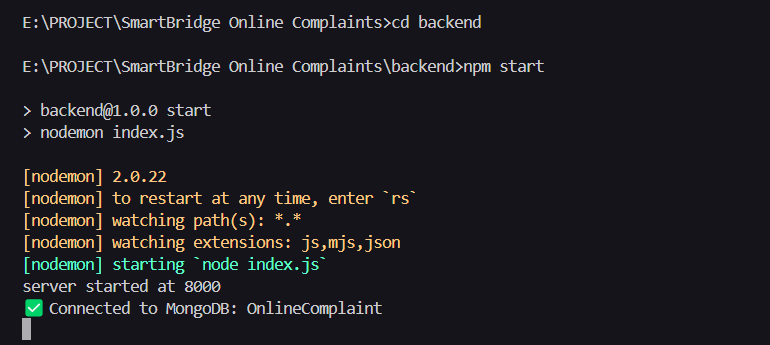 E:\PROJECT\SmartBridge Online Complaints>cd backend
E:\PROJECT\SmartBridge Online Complaints\backend>npm start
> backend@1.0.0 start
> nodemon index.js
[nodemon] 2.0.22
[nodemon] to restart at any time, enter `rs`
[nodemon] watching path(s): *.*
[nodemon] watching extensions: js,mjs,json
[nodemon] starting `node index.js`
server started at 8000
✅ Connected to MongoDB: OnlineComplaint